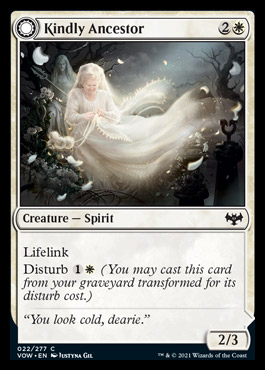 Kindly Ancestor 2
Creature — Spirit
Lifelink
Disturb 1 (You may cast this
card from your graveyard transformed for its
disturb cost.)
“You look cold, dearie.”
2/3
022/277 C
VOW • EN Justyna Gil
™ & © 2021 Wizards of the Coast